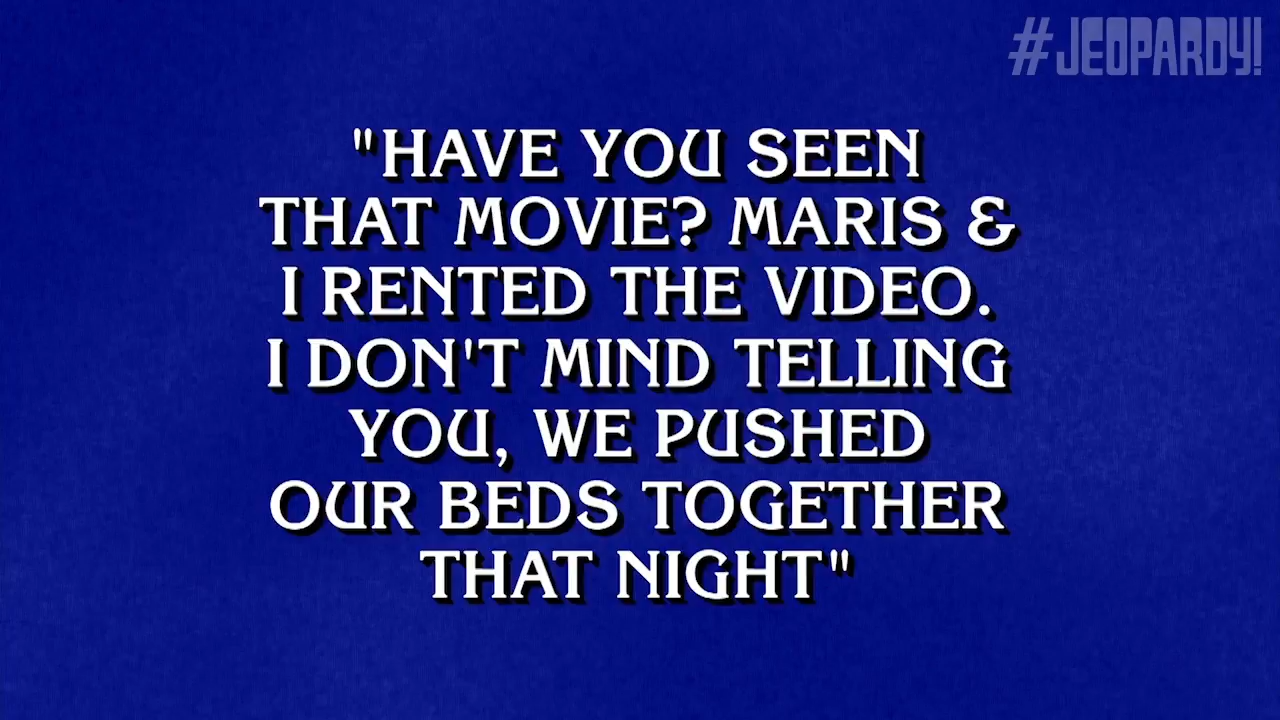 #JEOPARDY!
"HAVE YOU SEEN
THAT MOVIE? MARIS &
I RENTED THE VIDEO.
I DON'T MIND TELLING
YOU, WE PUSHED
OUR BEDS TOGETHER
THAT NIGHT"